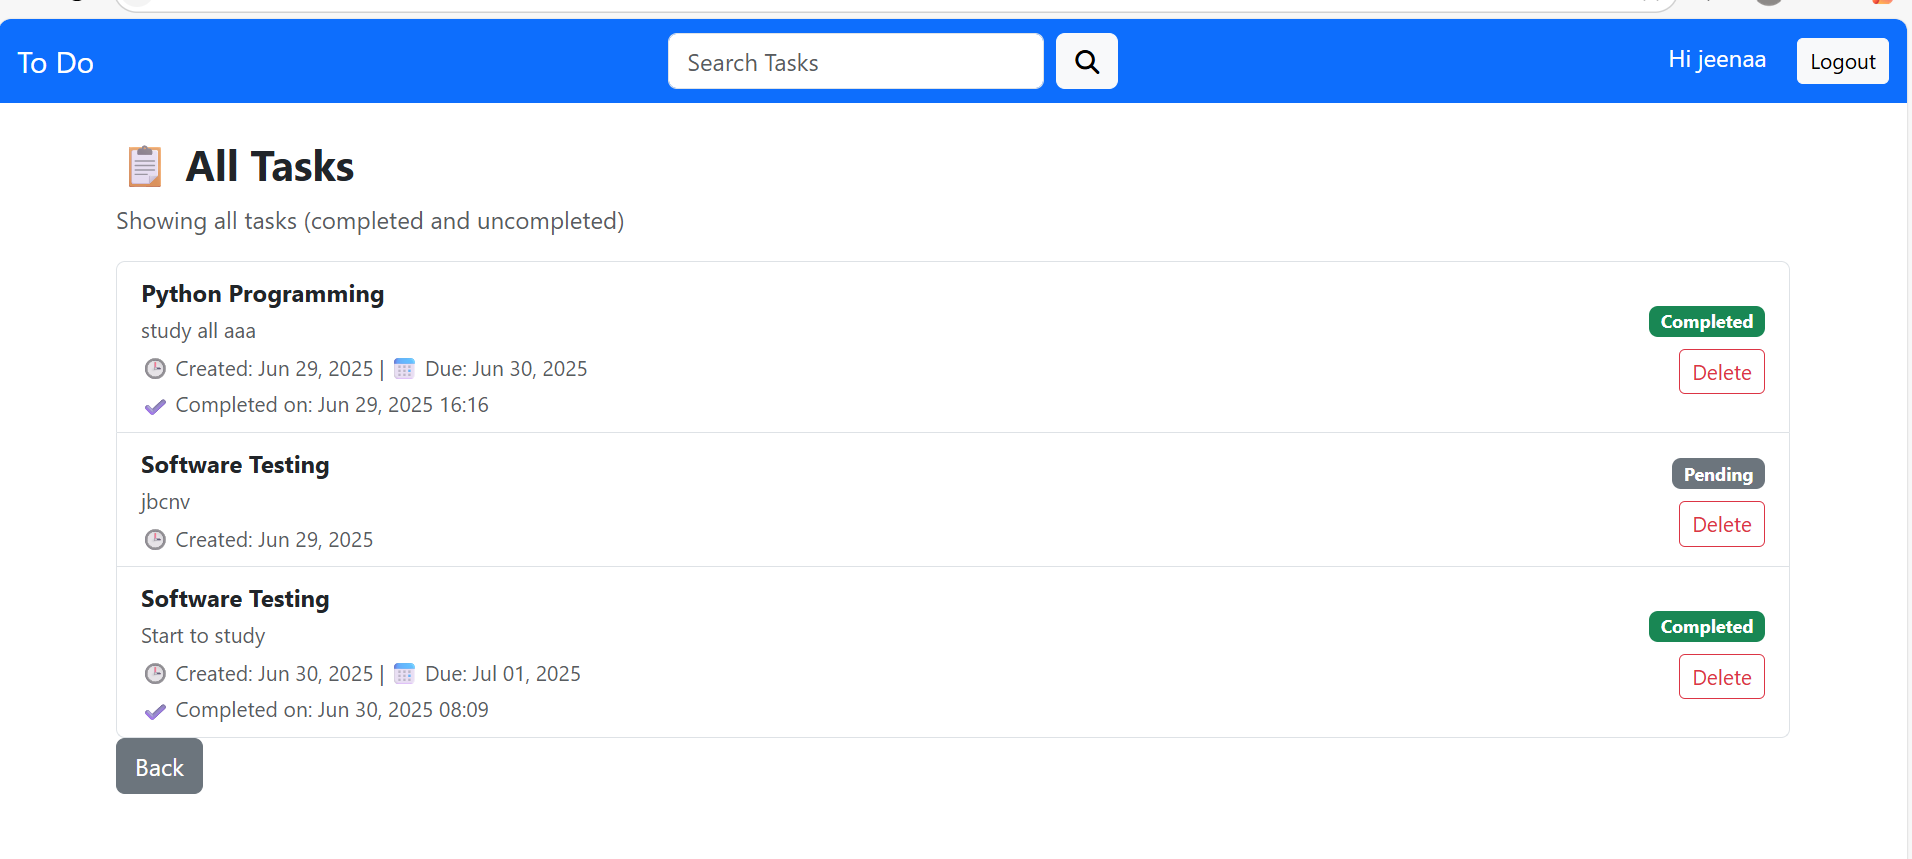 To Do
Search Tasks
Hi jeenaa
Logout
All Tasks
Showing all tasks (completed and uncompleted)
Python Programming
study all aaa
Created: Jun 29, 2025 | Due: Jun 30, 2025
Completed on: Jun 29, 2025 16:16
Completed
Delete
Software Testing
jbcnv
Created: Jun 29, 2025
Pending
Delete
Software Testing
Start to study
Created: Jun 30, 2025 | Due: Jul 01, 2025
Completed on: Jun 30, 2025 08:09
Completed
Delete
Back